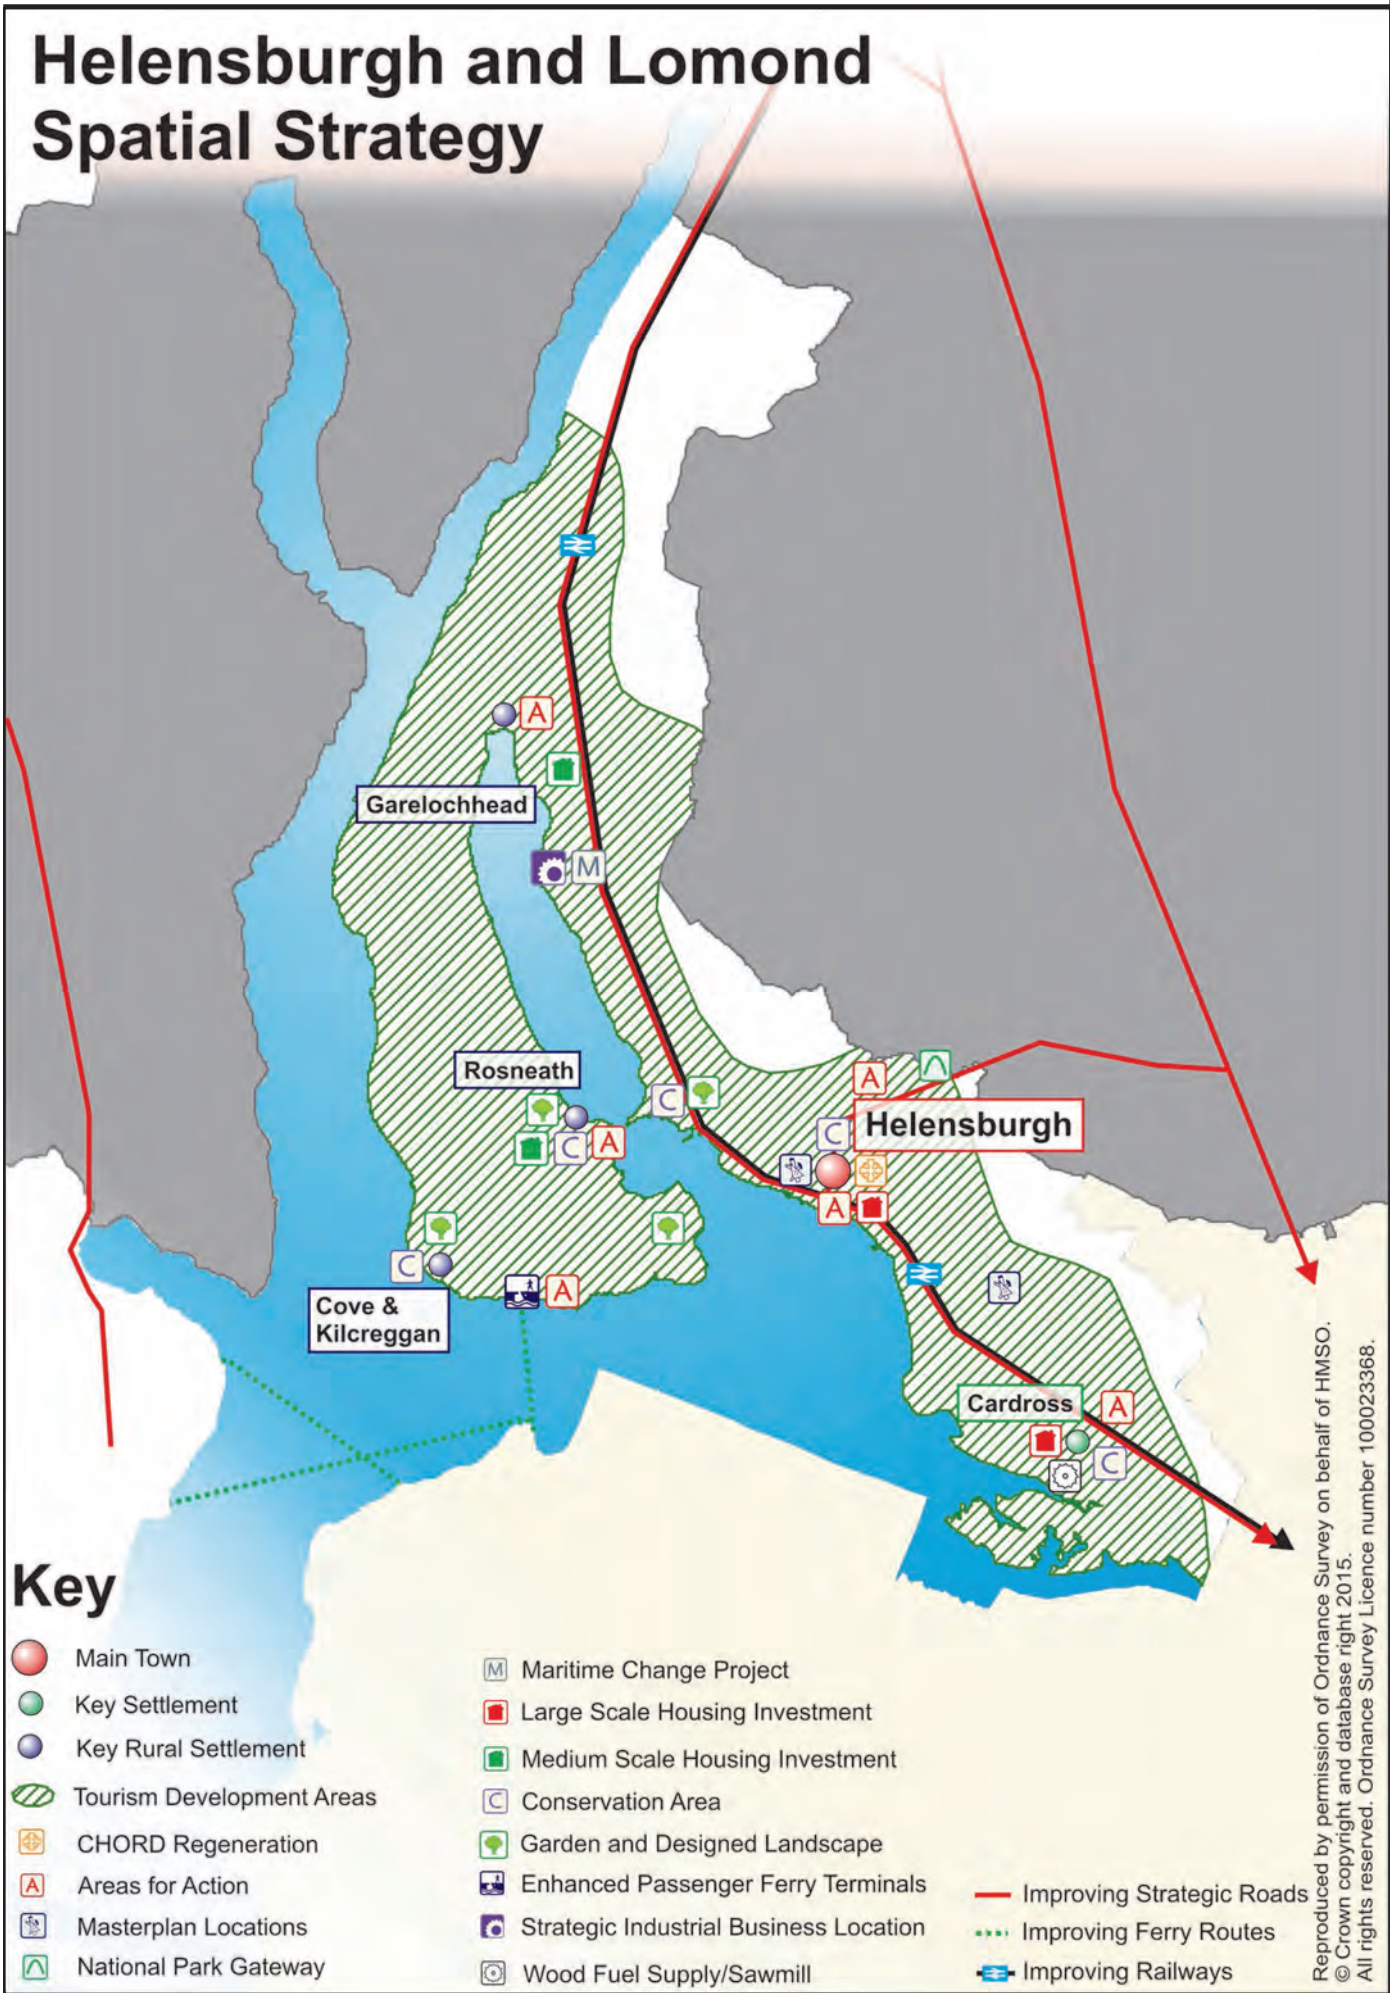 Helensburgh and Lomond
Spatial Strategy
Garelochhead
A
M
Rosneath
C
A
C
A
C
Helensburgh
A
C
Cove &
Kilcreggan
A
Cardross
A
C
Key
Main Town
Key Settlement
Key Rural Settlement
Tourism Development Areas
CHORD Regeneration
A Areas for Action
Masterplan Locations
National Park Gateway
M Maritime Change Project
Large Scale Housing Investment
Medium Scale Housing Investment
C Conservation Area
Garden and Designed Landscape
Enhanced Passenger Ferry Terminals
Strategic Industrial Business Location
Wood Fuel Supply/Sawmill
Improving Strategic Roads
Improving Ferry Routes
Improving Railways
Reproduced by permission of Ordnance Survey on behalf of HMSO.
© Crown copyright and database right 2015.
All rights reserved. Ordnance Survey Licence number 100023368.